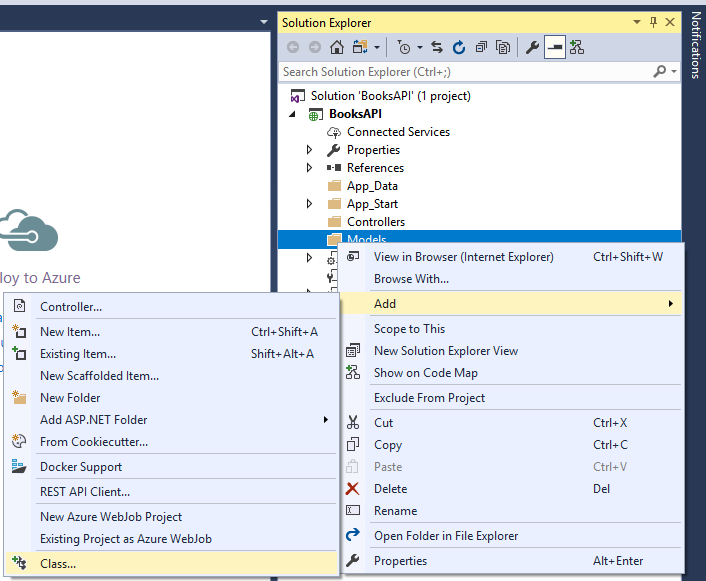 Solution Explorer
Notifications
Search Solution Explorer (Ctrl+;)
Solution 'BooksAPI' (1 project)
BooksAPI
Connected Services
Properties
References
App_Data
App_Start
Controllers
Models
View in Browser (Internet Explorer) Ctrl+Shift+W
Browse With...
Add
Scope to This
New Solution Explorer View
Show on Code Map
Exclude From Project
Cut Ctrl+X
Copy Ctrl+C
Paste Ctrl+V
Delete Del
Rename
Open Folder in File Explorer
Properties Alt+Enter
loy to Azure
Controller...
New Item... Ctrl+Shift+A
Existing Item... Shift+Alt+A
New Scaffolded Item...
New Folder
Add ASP.NET Folder
From Cookiecutter...
Docker Support
REST API Client...
New Azure WebJob Project
Existing Project as Azure WebJob
Class...